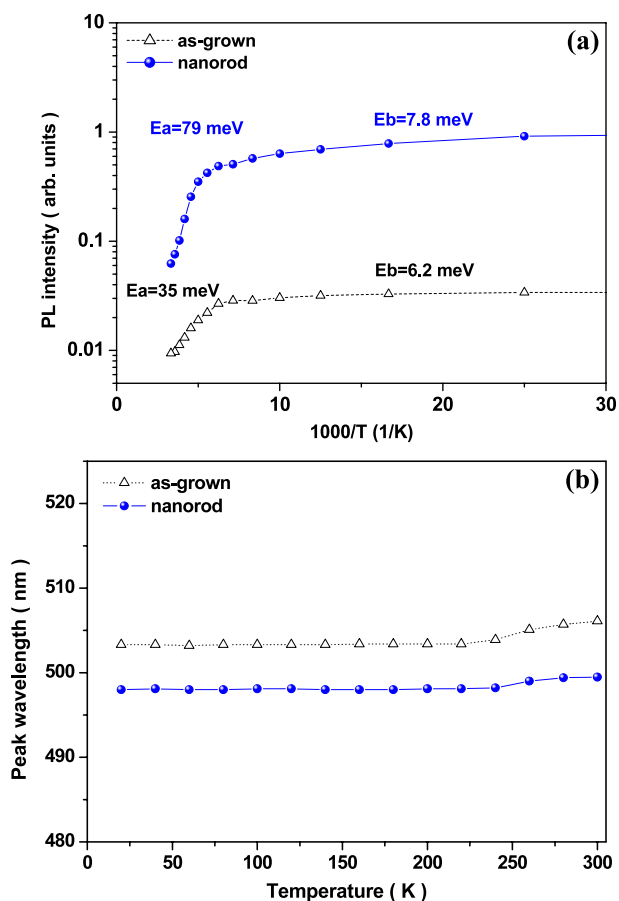 10
1
0.1
0.01
PL intensity ( arb. units)
as-grown
nanorod
(a)
Ea=79 meV
Eb=7.8 meV
Ea=35 meV
Eb=6.2 meV
0
10
20
30
1000/T (1/K)
520
510
500
490
480
Peak wavelength ( nm )
as-grown
nanorod
(b)
0
50
100
150
200
250
300
Temperature ( K )